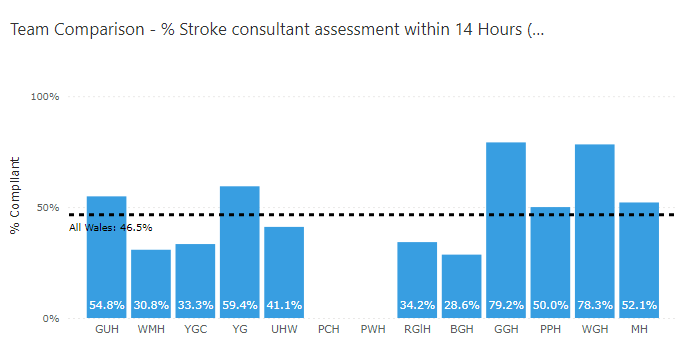 Team Comparison - % Stroke consultant assessment within 14 Hours (...
100%
50%
0%
% Compliant
All Wales: 46.5%
54.8% 30.8% 33.3% 59.4% 41.1% 34.2% 28.6% 79.2% 50.0% 78.3% 52.1%
GUH WMH YGC YG UHW PCH PWH RGlH BGH GGH PPH WGH MH